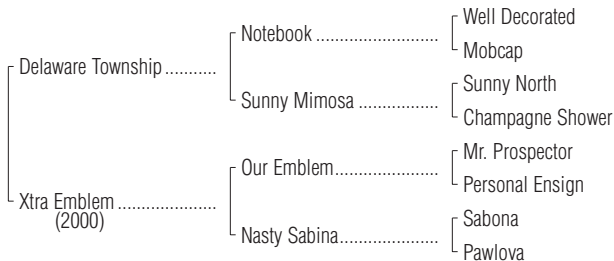 Well Decorated
Notebook ..........................
Mobcap
Delaware Township ...........
Sunny North
Sunny Mimosa .................
Champagne Shower
Mr. Prospector
Our Emblem......................
Personal Ensign
Xtra Emblem .....................
(2000)
Sabona
Nasty Sabina.....................
Pawlova